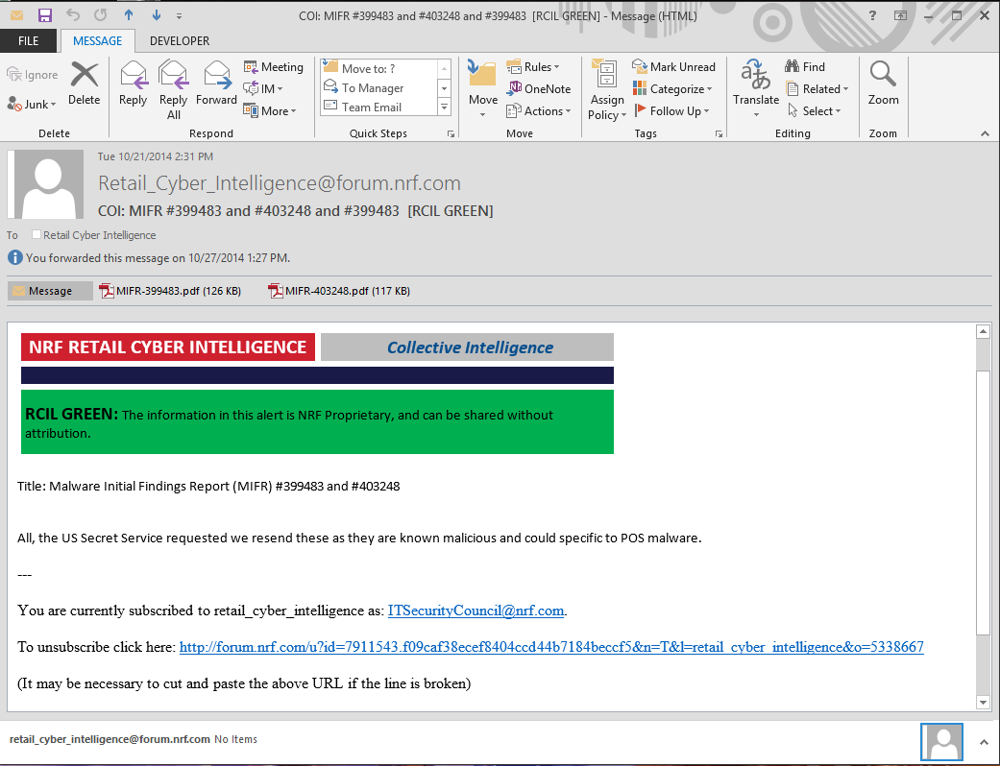 COI: MIFR #399483 and #403248 and #399483 [RCIL GREEN] - Message (HTML)
?
FILE MESSAGE DEVELOPER
Ignore
Junk
Delete
Delete
Reply
Reply All
Forward
Meeting
IM
More
Respond
Move to: ?
To Manager
Team Email
Quick Steps
Move
Rules
OneNote
Actions
Move
Assign Policy
Mark Unread
Categorize
Follow Up
Tags
Translate
Find
Related
Select
Editing
Zoom
Zoom
Tue 10/21/2014 2:31 PM
Retail_Cyber_Intelligence@forum.nrf.com
COI: MIFR #399483 and #403248 and #399483 [RCIL GREEN]
To Retail Cyber Intelligence
You forwarded this message on 10/27/2014 1:27 PM.
Message MIFR-399483.pdf (126 KB) MIFR-403248.pdf (117 KB)
NRF RETAIL CYBER INTELLIGENCE Collective Intelligence
RCIL GREEN: The information in this alert is NRF Proprietary, and can be shared without
attribution.
Title: Malware Initial Findings Report (MIFR) #399483 and #403248
All, the US Secret Service requested we resend these as they are known malicious and could specific to POS malware.
---
You are currently subscribed to retail_cyber_intelligence as: ITSecurityCouncil@nrf.com.
To unsubscribe click here: http://forum.nrf.com/u?id=7911543.f09caf38ecef8404ccd44b7184beccf5&n=T&l=retail_cyber_intelligence&o=5338667
(It may be necessary to cut and paste the above URL if the line is broken)
retail_cyber_intelligence@forum.nrf.com No Items